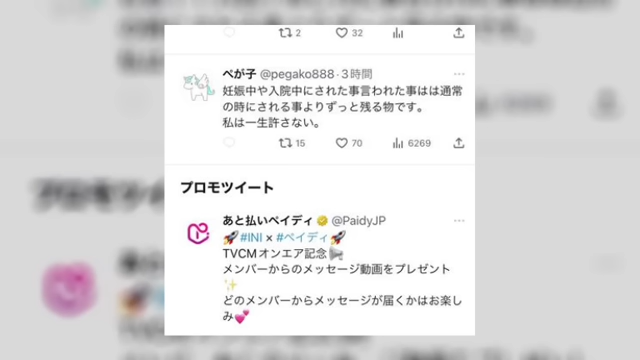 2 32
ぺが子 @pegako888·3時間
妊娠中や入院中にされた事言われた事はは通常
の時にされる事よりずっと残る物です。
私は一生許さない。
15 70 6269
プロモツイート
あと払いペイディ @PaidyJP
🚀#INI × #ペイディ🚀
TVCMオンエア記念📢
メンバーからのメッセージ動画をプレゼント
✨
どのメンバーからメッセージが届くかはお楽し
み💕